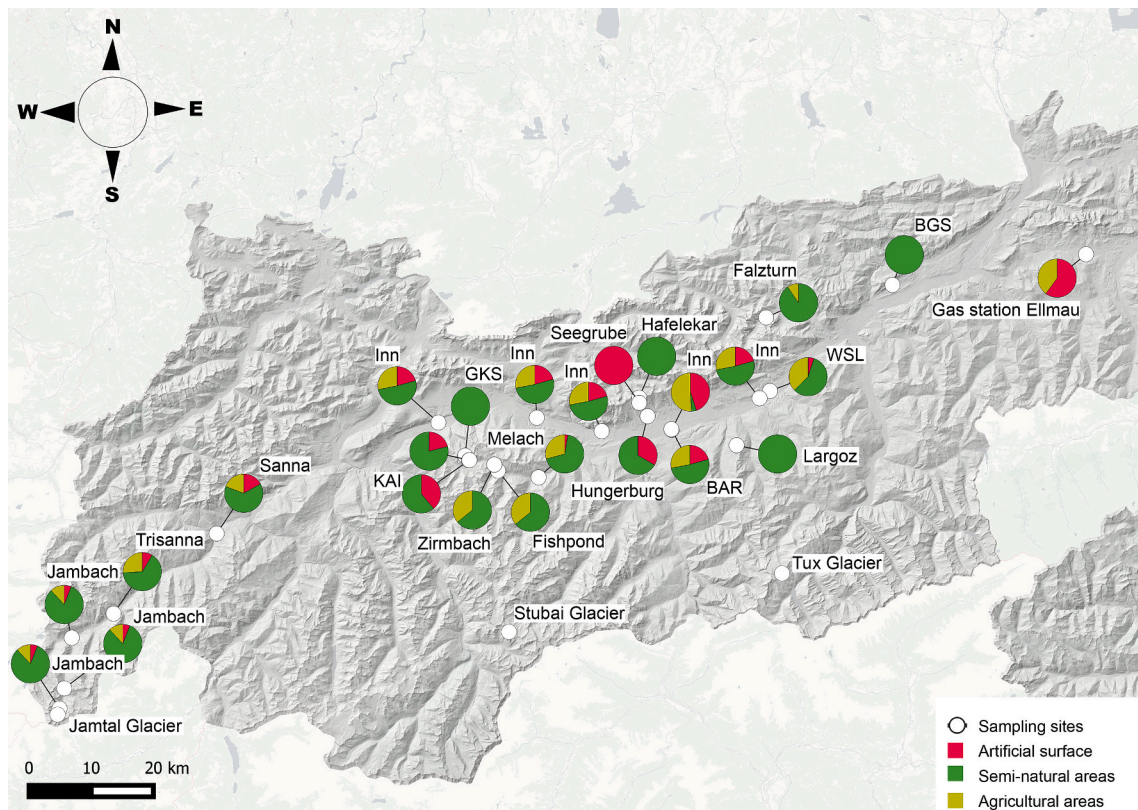 N
W
E
S
BGS
Falzturn
Gas station Ellmau
Seegrube
Hafelekar
Inn
Inn
Inn
Inn
Inn
WSL
GKS
Melach
Largoz
KAI
Hungerburg
BAR
Sanna
Zirmbach
Fishpond
Trisanna
Tux Glacier
Jambach
Jambach
Stubai Glacier
Jambach
Jamtal Glacier
0 10 20 km
Sampling sites
Artificial surface
Semi-natural areas
Agricultural areas